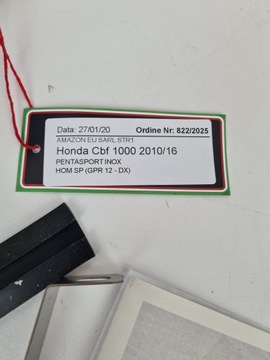 Data: 27/01/20 Ordine Nr: 822/2025
AMAZON EU SARL STR1
Honda Cbf 1000 2010/16
PENTASPORT INOX
HOM SP (GPR 12 - DX)